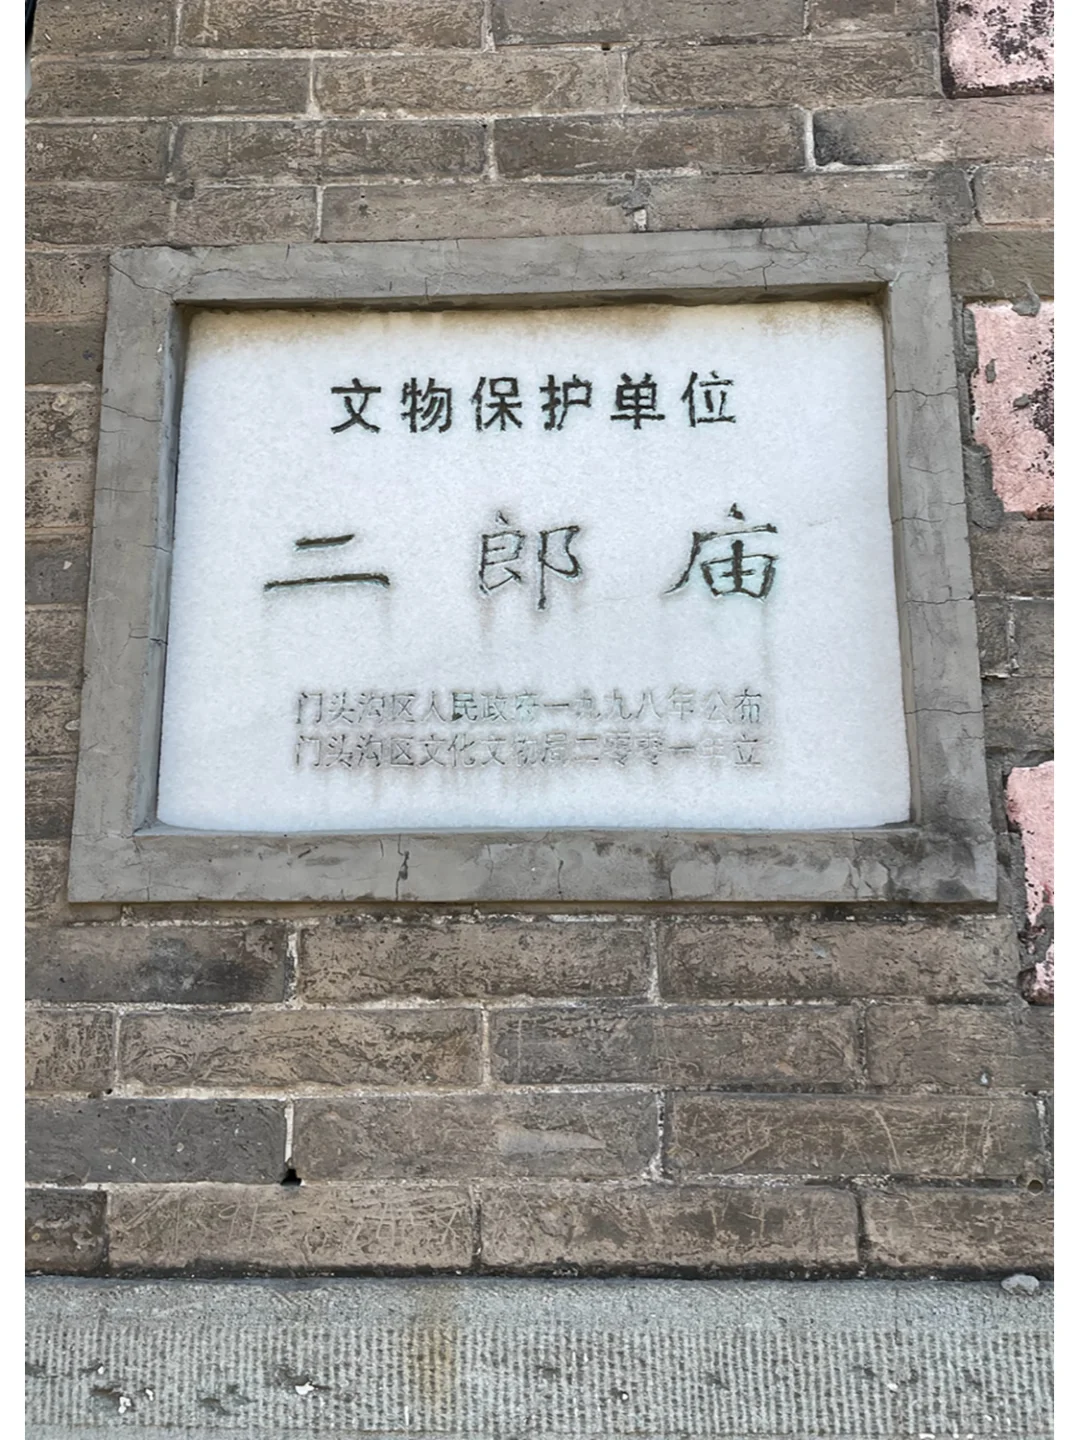 文物保护单位
二郎庙
门头沟区人民政府一九九八年公布
门头沟区文化文物局二零零一年立